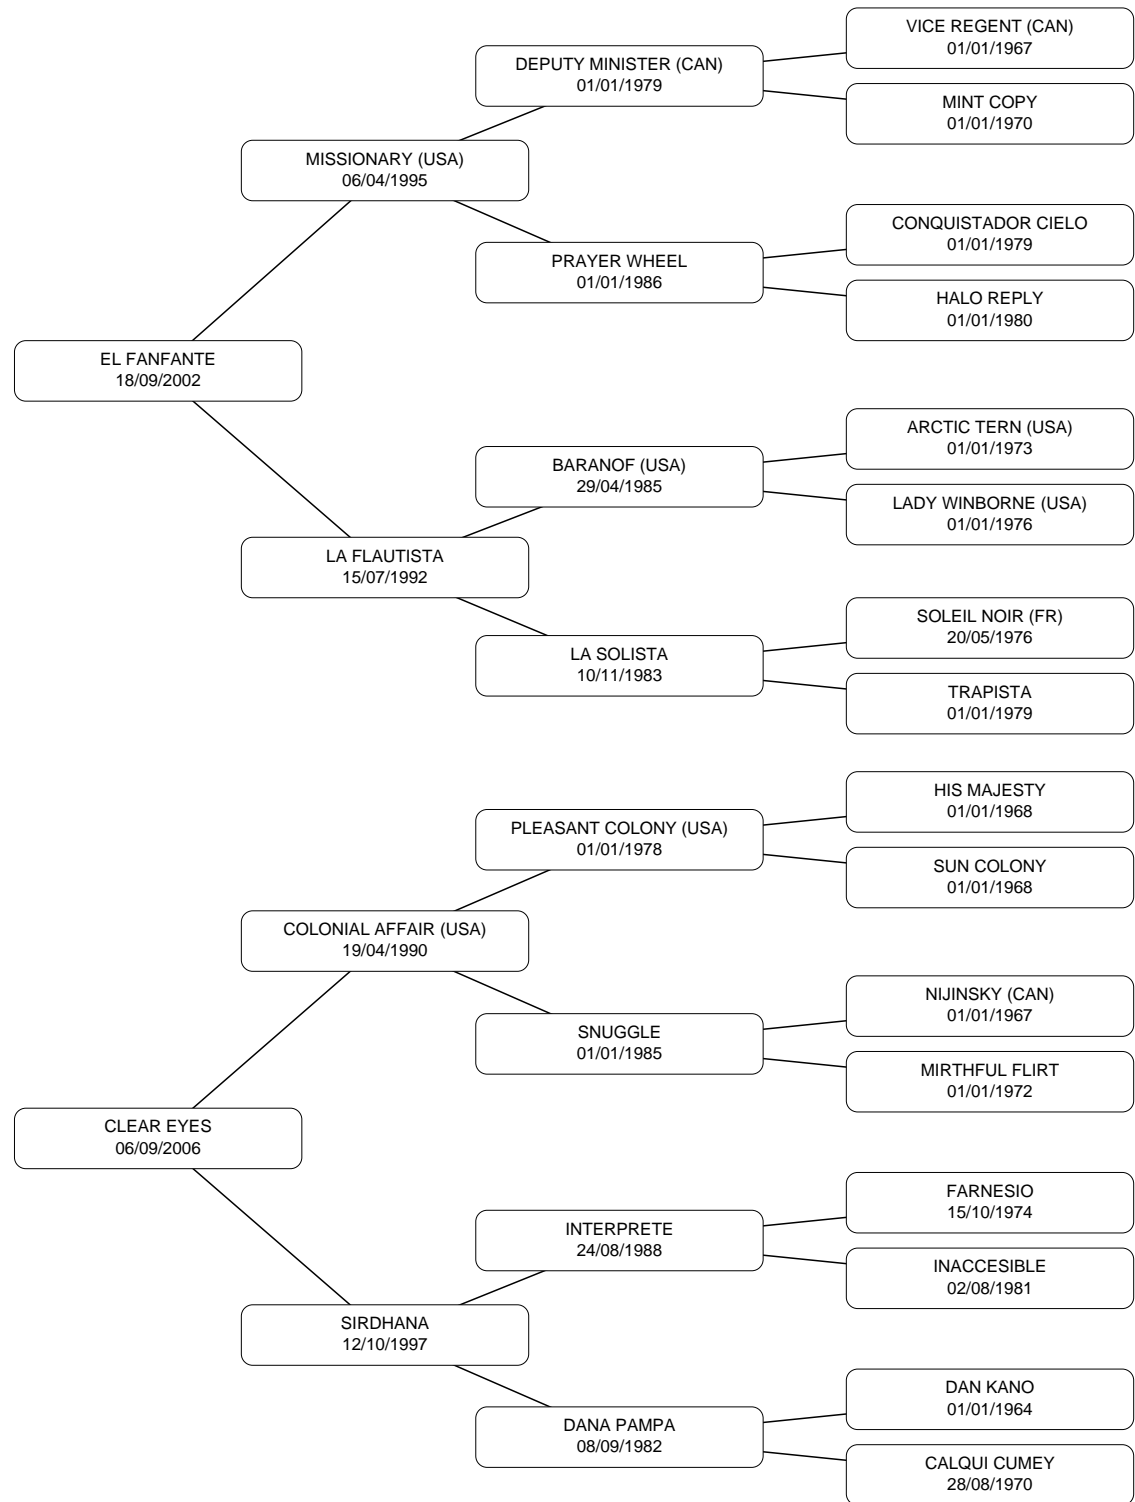 VICE REGENT (CAN)
01/01/1967
DEPUTY MINISTER (CAN)
01/01/1979
MINT COPY
01/01/1970
MISSIONARY (USA)
06/04/1995
CONQUISTADOR CIELO
01/01/1979
PRAYER WHEEL
01/01/1986
HALO REPLY
01/01/1980
EL FANFANTE
18/09/2002
ARCTIC TERN (USA)
01/01/1973
BARANOF (USA)
29/04/1985
LADY WINBORNE (USA)
01/01/1976
LA FLAUTISTA
15/07/1992
SOLEIL NOIR (FR)
20/05/1976
LA SOLISTA
10/11/1983
TRAPISTA
01/01/1979
HIS MAJESTY
01/01/1968
PLEASANT COLONY (USA)
01/01/1978
SUN COLONY
01/01/1968
COLONIAL AFFAIR (USA)
19/04/1990
NIJINSKY (CAN)
01/01/1967
SNUGGLE
01/01/1985
MIRTHFUL FLIRT
01/01/1972
CLEAR EYES
06/09/2006
FARNESIO
15/10/1974
INTERPRETE
24/08/1988
INACCESIBLE
02/08/1981
SIRDHANA
12/10/1997
DAN KANO
01/01/1964
DANA PAMPA
08/09/1982
CALQUI CUMEY
28/08/1970